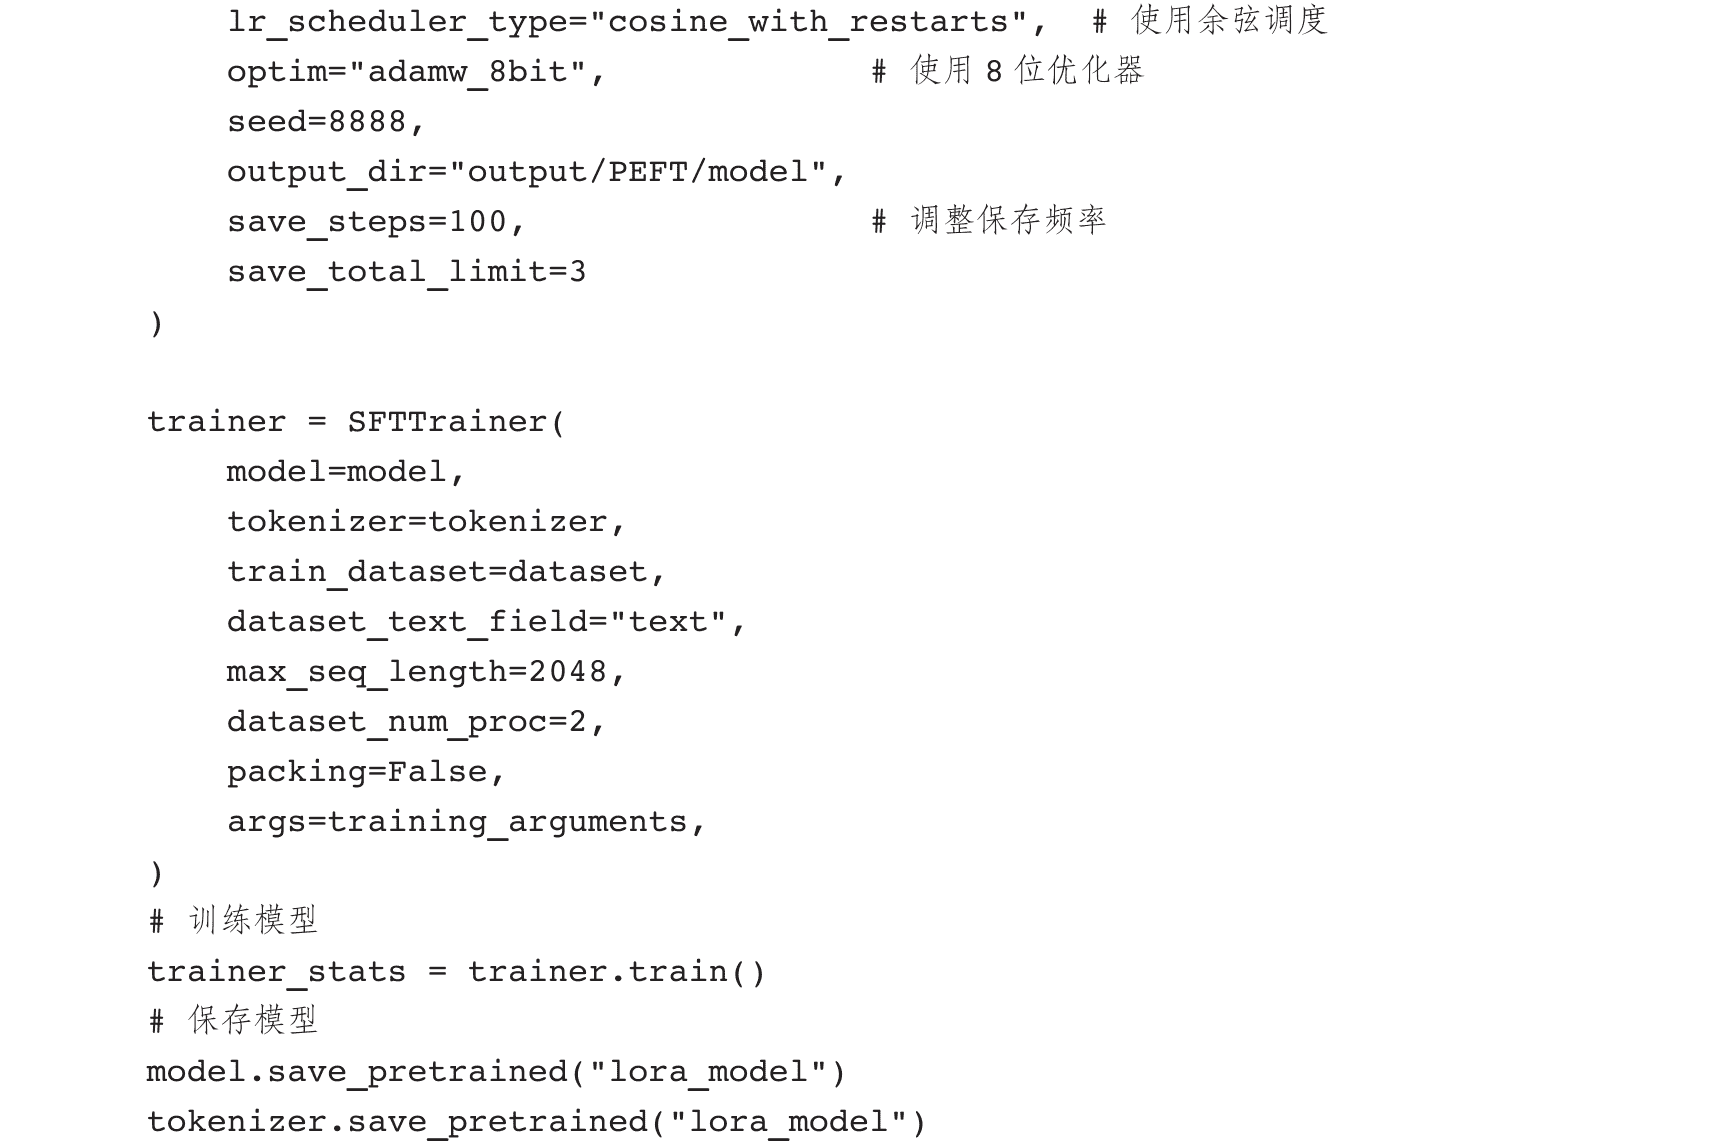 lr_scheduler_type="cosine_with_restarts",  # 使用余弦调度
    optim="adamw_8bit",             # 使用 8 位优化器
    seed=8888,
    output_dir="output/PEFT/model",
    save_steps=100,                 # 调整保存频率
    save_total_limit=3
)

trainer = SFTTrainer(
    model=model,
    tokenizer=tokenizer,
    train_dataset=dataset,
    dataset_text_field="text",
    max_seq_length=2048,
    dataset_num_proc=2,
    packing=False,
    args=training_arguments,
)
# 训练模型
trainer_stats = trainer.train()
# 保存模型
model.save_pretrained("lora_model")
tokenizer.save_pretrained("lora_model")